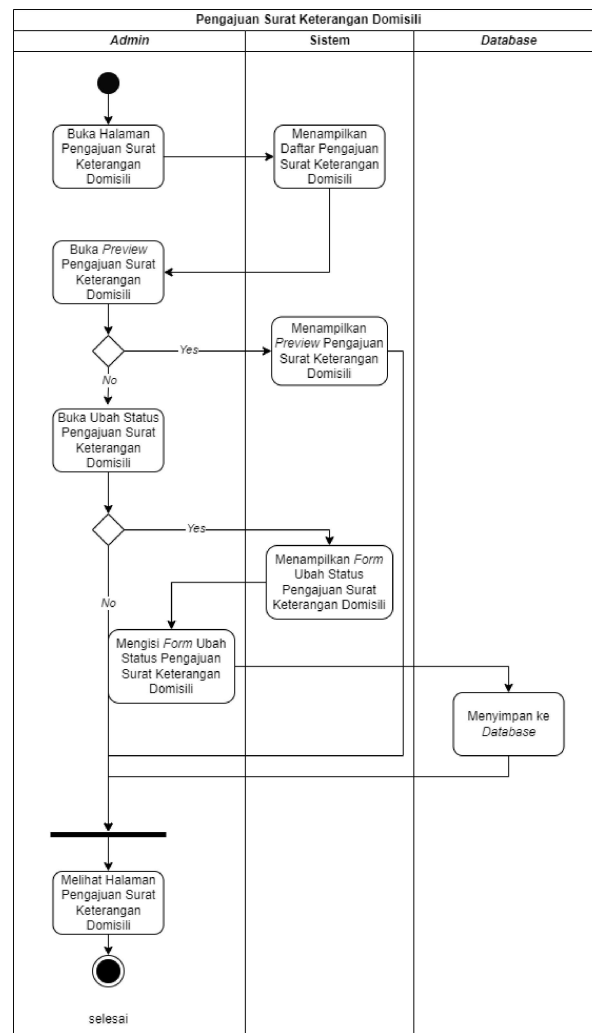 Pengajuan Surat Keterangan Domisili
Admin
Sistem
Database
Buka Halaman
Pengajuan Surat
Keterangan
Domisili
Menampilkan
Daftar Pengajuan
Surat Keterangan
Domisili
Buka Preview
Pengajuan Surat
Keterangan
Domisili
Menampilkan
Preview Pengajuan
Surat Keterangan
Domisili
Yes
No
Buka Ubah Status
Pengajuan Surat
Keterangan
Domisili
Yes
Menampilkan Form
Ubah Status
Pengajuan Surat
Keterangan Domisili
No
Mengisi Form Ubah
Status Pengajuan
Surat Keterangan
Domisili
Menyimpan ke
Database
Melihat Halaman
Pengajuan Surat
Keterangan
Domisili
selesai